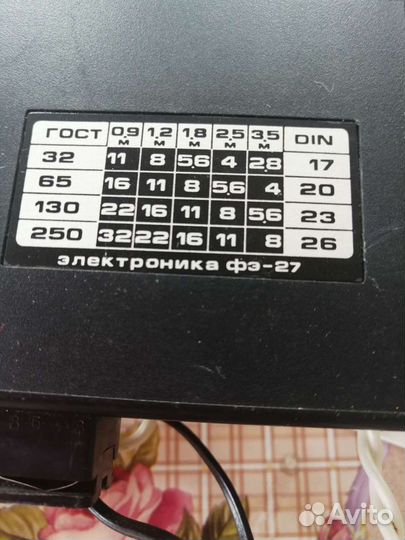 ГОСТ 0,9 м 1,2 м 1,8 м 2,5 м 3,5 м DIN
32 11 8 5,6 4 2,8 17
65 16 11 8 5,6 4 20
130 22 16 11 8 5,6 23
250 32 22 16 11 8 26
электроника фэ-27
Avito